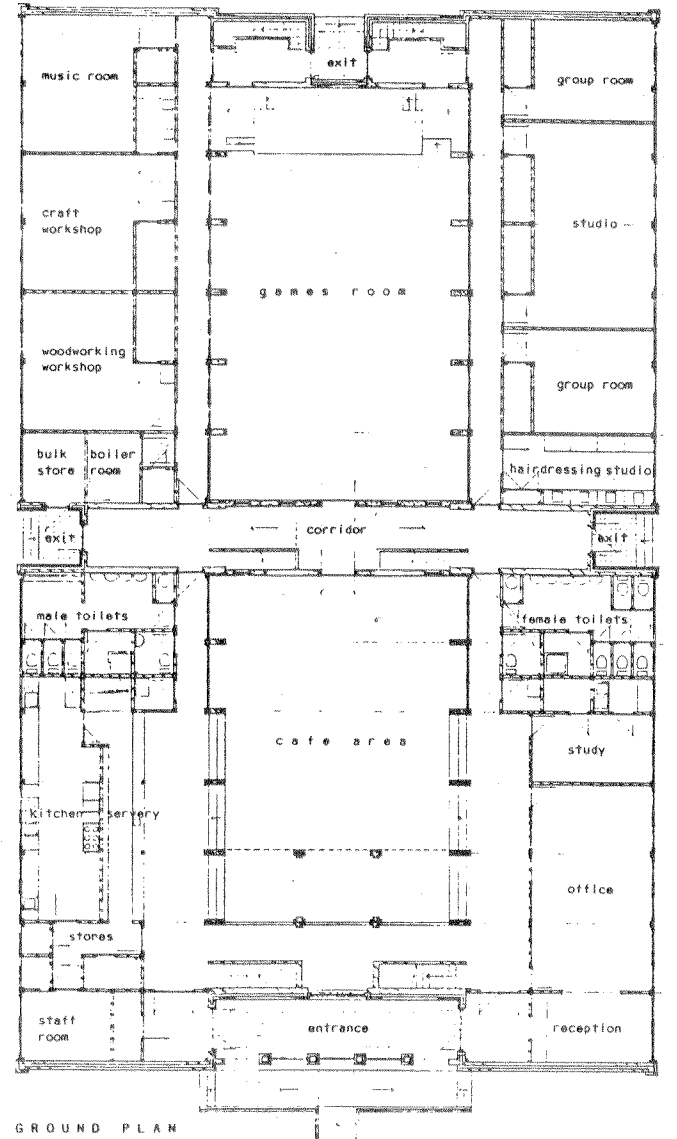 exit
music room
group room
craft
workshop
studio
games room
woodworking
workshop
group room
bulk
store
boiler
room
hairdressing studio
exit
corridor
exit
male toilets
female toilets
cafe area
study
kitchen
servery
office
stores
staff
room
entrance
reception
GROUND PLAN